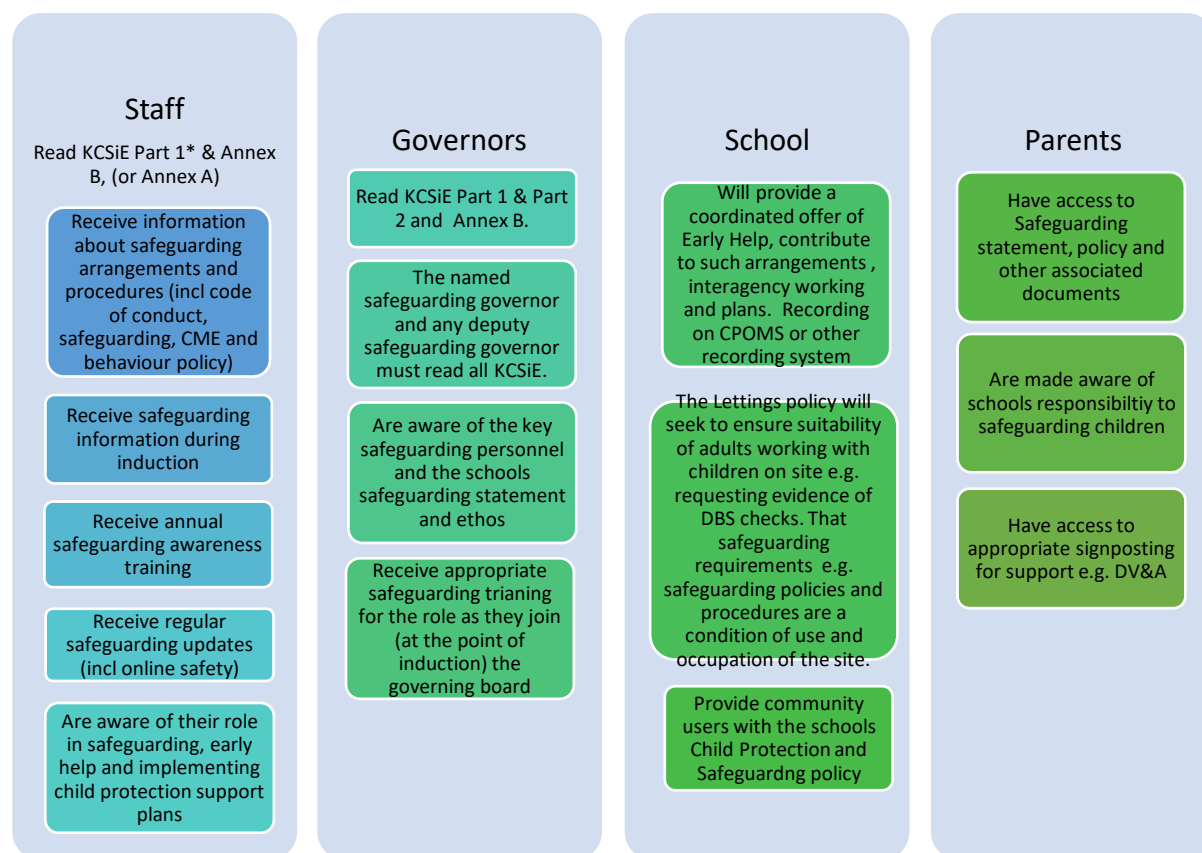 Staff
Read KCSiE Part 1* & Annex
B, (or Annex A)
Receive information
about safeguarding
arrangements and
procedures (incl code
of conduct,
safeguarding, CME and
behaviour policy)
Receive safeguarding
information during
induction
Receive annual
safeguarding awareness
training
Receive regular
safeguarding updates
(incl online safety)
Are aware of their role
in safeguarding, early
help and implementing
child protection support
plans
Governors
Read KCSiE Part 1 & Part
2 and Annex B.
The named
safeguarding governor
and any deputy
safeguarding governor
must read all KCSiE.
Are aware of the key
safeguarding personnel
and the schools
safeguarding statement
and ethos
Receive appropriate
safeguarding trianing
for the role as they join
(at the point of
induction) the
governing board
School
Will provide a
coordinated offer of
Early Help, contribute
to such arrangements ,
interagency working
and plans. Recording
on CPOMS or other
recording system
The Lettings policy will
seek to ensure suitability
of adults working with
children on site e.g.
requesting evidence of
DBS checks. That
safeguarding
requirements e.g.
safeguarding policies and
procedures are a
condition of use and
occupation of the site.
Provide community
users with the schools
Child Protection and
Safeguardng policy
Parents
Have access to
Safeguarding
statement, policy and
other associated
documents
Are made aware of
schools responsibiltiy to
safeguarding children
Have access to
appropriate signposting
for support e.g. DV&A